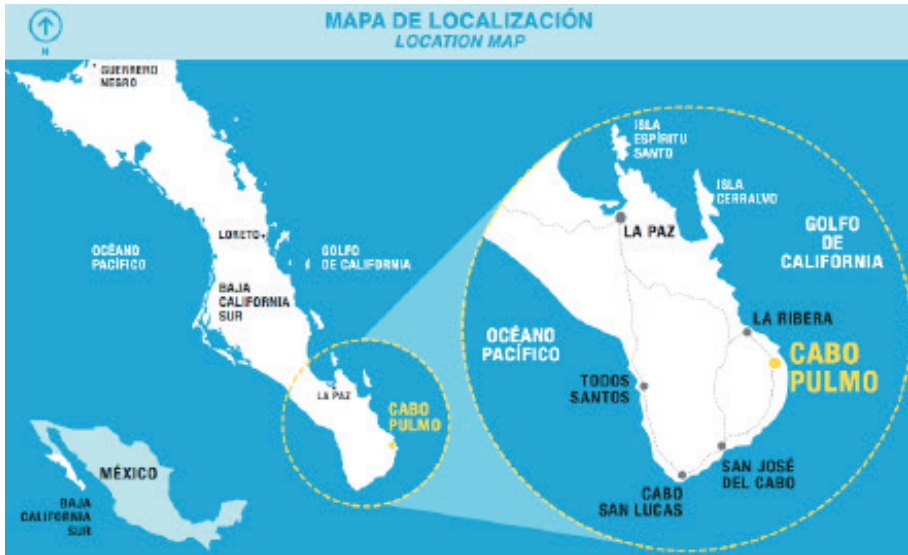 MAPA DE LOCALIZACIÓN
LOCATION MAP
N
GUERRERO
NEGRO
LORETO
OCÉANO
PACÍFICO
GOLFO
DE CALIFORNIA
BAJA
CALIFORNIA
SUR
LA PAZ
CABO
PULMO
MÉXICO
BAJA
CALIFORNIA
SUR
ISLA
ESPÍRITU
SANTO
ISLA
CERRALVO
LA PAZ
GOLFO
DE
CALIFORNIA
OCÉANO
PACÍFICO
LA RIBERA
CABO
PULMO
TODOS
SANTOS
SAN JOSÉ
DEL CABO
CABO
SAN LUCAS